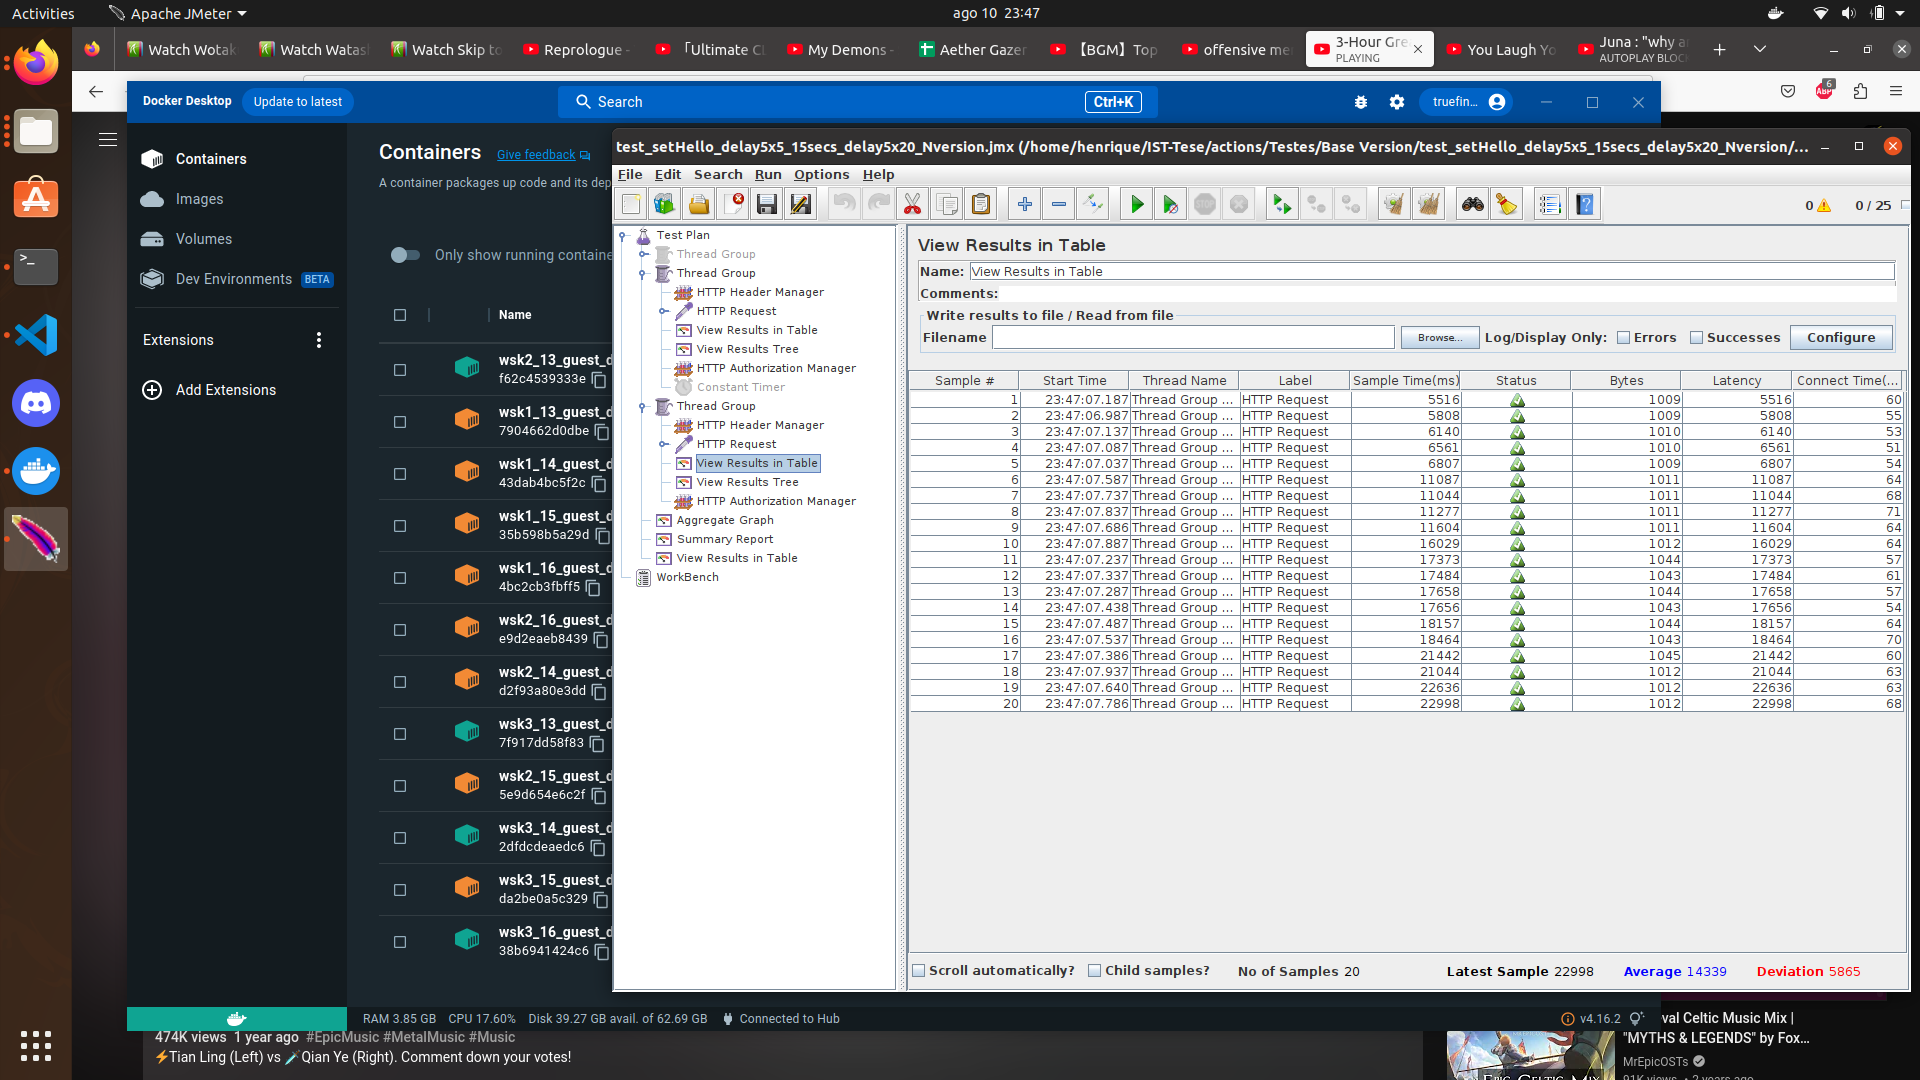 Activities
Apache JMeter
ago 10 23:47
Watch Wotak
Watch Watash
Watch Skip to
Reprologue -
「Ultimate Cl
My Demons -
Aether Gazer
【BGM】Top
offensive me
3-Hour Gre
PLAYING
You Laugh Yo
Juna : "why a
AUTOPLAY BLOC
6
ABP
Docker Desktop
Update to latest
Search
Ctrl+K
truefin...
Containers
Images
Volumes
Dev Environments
BETA
Extensions
Add Extensions
Containers
Give feedback
A container packages up code and its dep
Only show running containe
Name
wsk2_13_guest_d
f62c4539333e
wsk1_13_guest_d
7904662d0dbe
wsk1_14_guest_d
43dab4bc5f2c
wsk1_15_guest_d
35b598b5a29d
wsk1_16_guest_d
4bc2cb3fbff5
wsk2_16_guest_d
e9d2eaeb8439
wsk2_14_guest_d
d2f93a80e3dd
wsk3_13_guest_d
7f917dd58f83
wsk2_15_guest_d
5e9d654e6c2f
wsk3_14_guest_d
2dfdcdeaedc6
wsk3_15_guest_d
da2be0a5c329
wsk3_16_guest_d
38b6941424c6
RAM 3.85 GB CPU 17.60% Disk 39.27 GB avail. of 62.69 GB Connected to Hub
v4.16.2
test_setHello_delay5x5_15secs_delay5x20_Nversion.jmx (/home/henrique/IST-Tese/actions/Testes/Base Version/test_setHello_delay5x5_15secs_delay5x20_Nversion/...
File Edit Search Run Options Help
STOP
?
0
0 / 25
Test Plan
Thread Group
Thread Group
HTTP Header Manager
HTTP Request
View Results in Table
View Results Tree
HTTP Authorization Manager
Constant Timer
Thread Group
HTTP Header Manager
HTTP Request
View Results in Table
View Results Tree
HTTP Authorization Manager
Aggregate Graph
Summary Report
View Results in Table
WorkBench
View Results in Table
Name: View Results in Table
Comments:
Write results to file / Read from file
Filename Browse... Log/Display Only: Errors Successes Configure
Sample # Start Time Thread Name Label Sample Time(ms) Status Bytes Latency Connect Time(...
1 23:47:07.187 Thread Group ... HTTP Request 5516 1009 5516 60
2 23:47:06.987 Thread Group ... HTTP Request 5808 1009 5808 55
3 23:47:07.137 Thread Group ... HTTP Request 6140 1010 6140 53
4 23:47:07.087 Thread Group ... HTTP Request 6561 1010 6561 51
5 23:47:07.037 Thread Group ... HTTP Request 6807 1009 6807 54
6 23:47:07.587 Thread Group ... HTTP Request 11087 1011 11087 64
7 23:47:07.737 Thread Group ... HTTP Request 11044 1011 11044 68
8 23:47:07.837 Thread Group ... HTTP Request 11277 1011 11277 71
9 23:47:07.686 Thread Group ... HTTP Request 11604 1011 11604 64
10 23:47:07.887 Thread Group ... HTTP Request 16029 1012 16029 64
11 23:47:07.237 Thread Group ... HTTP Request 17373 1044 17373 57
12 23:47:07.337 Thread Group ... HTTP Request 17484 1043 17484 61
13 23:47:07.287 Thread Group ... HTTP Request 17658 1044 17658 57
14 23:47:07.438 Thread Group ... HTTP Request 17656 1043 17656 54
15 23:47:07.487 Thread Group ... HTTP Request 18157 1044 18157 64
16 23:47:07.537 Thread Group ... HTTP Request 18464 1043 18464 70
17 23:47:07.386 Thread Group ... HTTP Request 21442 1045 21442 60
18 23:47:07.937 Thread Group ... HTTP Request 21044 1012 21044 63
19 23:47:07.640 Thread Group ... HTTP Request 22636 1012 22636 63
20 23:47:07.786 Thread Group ... HTTP Request 22998 1012 22998 68
Scroll automatically? Child samples? No of Samples 20 Latest Sample 22998 Average 14339 Deviation 5865
474K views 1 year ago #EpicMusic #MetalMusic #Music
⚡Tian Ling (Left) vs 🗡Qian Ye (Right). Comment down your votes!
val Celtic Music Mix |
"MYTHS & LEGENDS" by Fox...
MrEpicOSTs
91K views • 2 years ago
EPIC CELTIC MIX